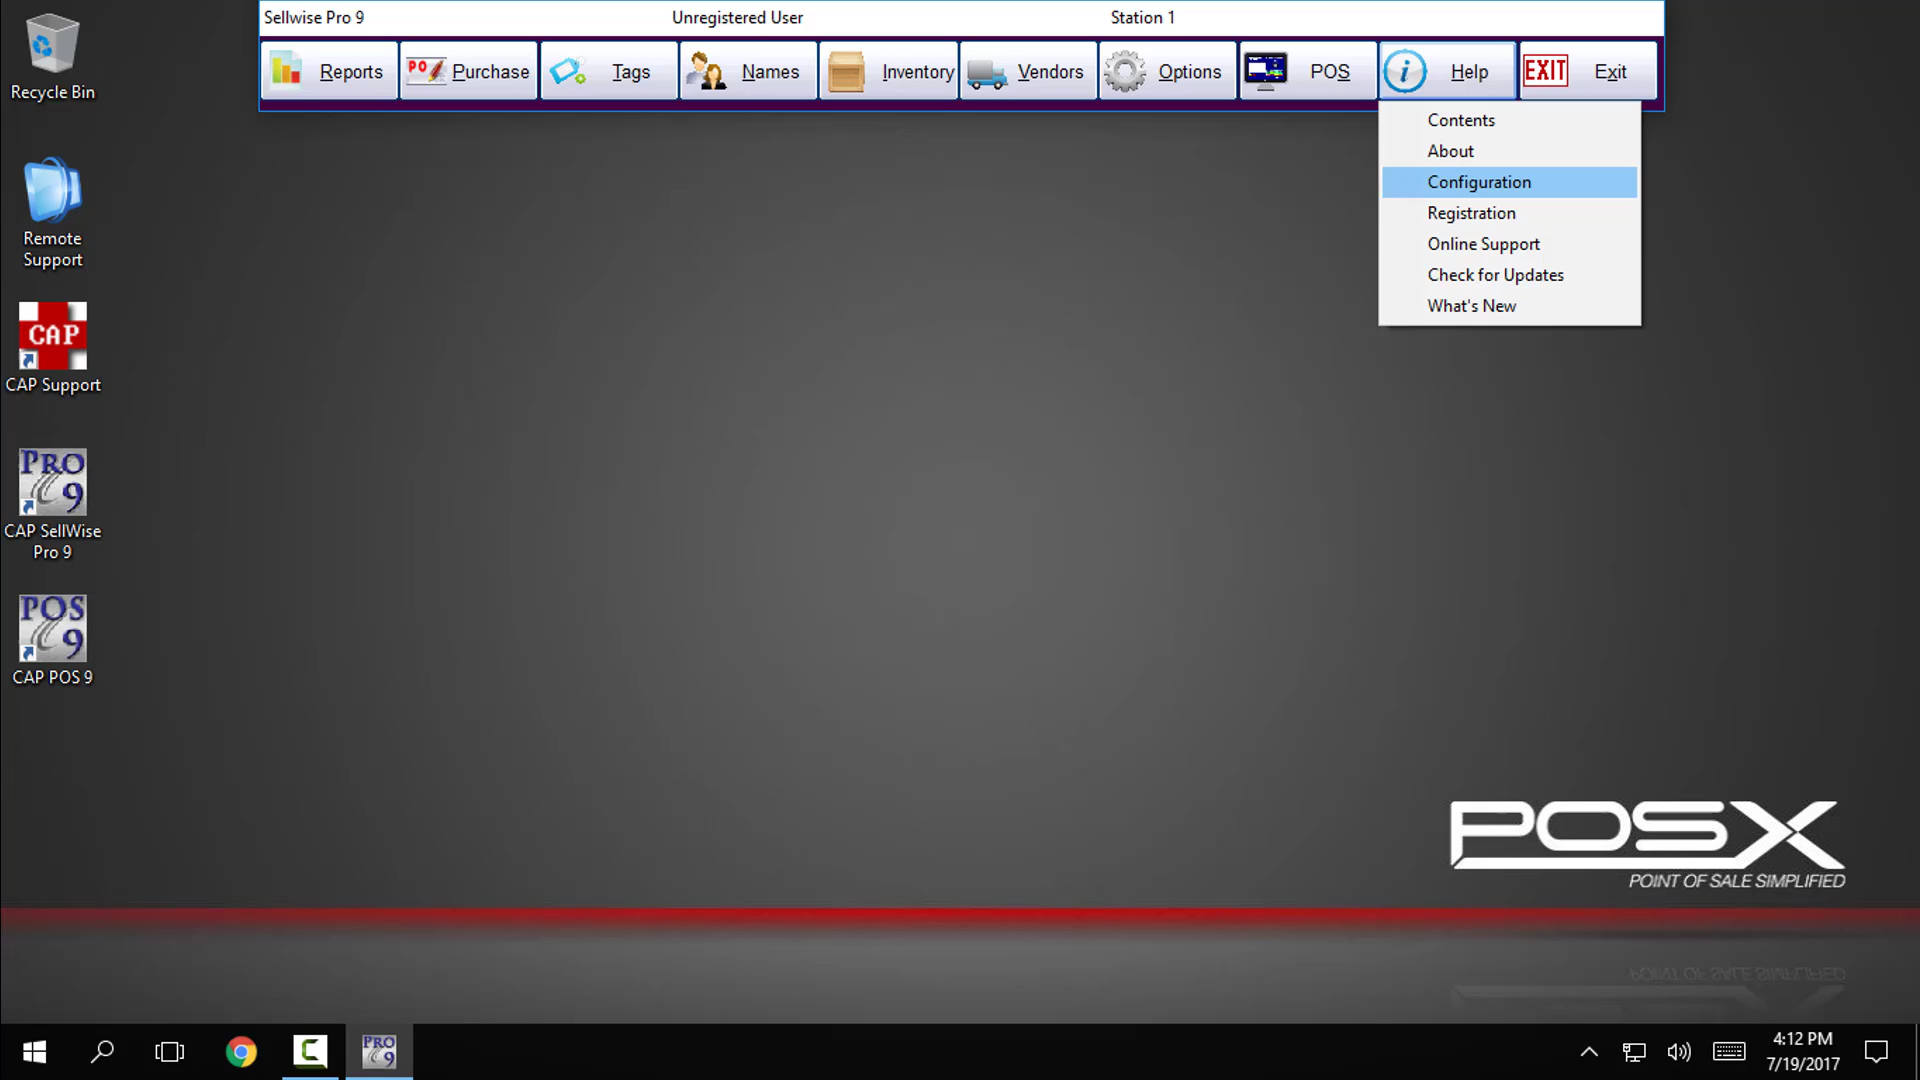 Sellwise Pro 9 Unregistered User Station 1
Reports PO Purchase Tags Names Inventory Vendors Options POS i Help EXIT Exit
Contents
About
Configuration
Registration
Online Support
Check for Updates
What's New
Recycle Bin
Remote
Support
CAP
CAP Support
PRO
9
CAP SellWise
Pro 9
POS
9
CAP POS 9
POSX
POINT OF SALE SIMPLIFIED
PRO
9
4:12 PM
7/19/2017